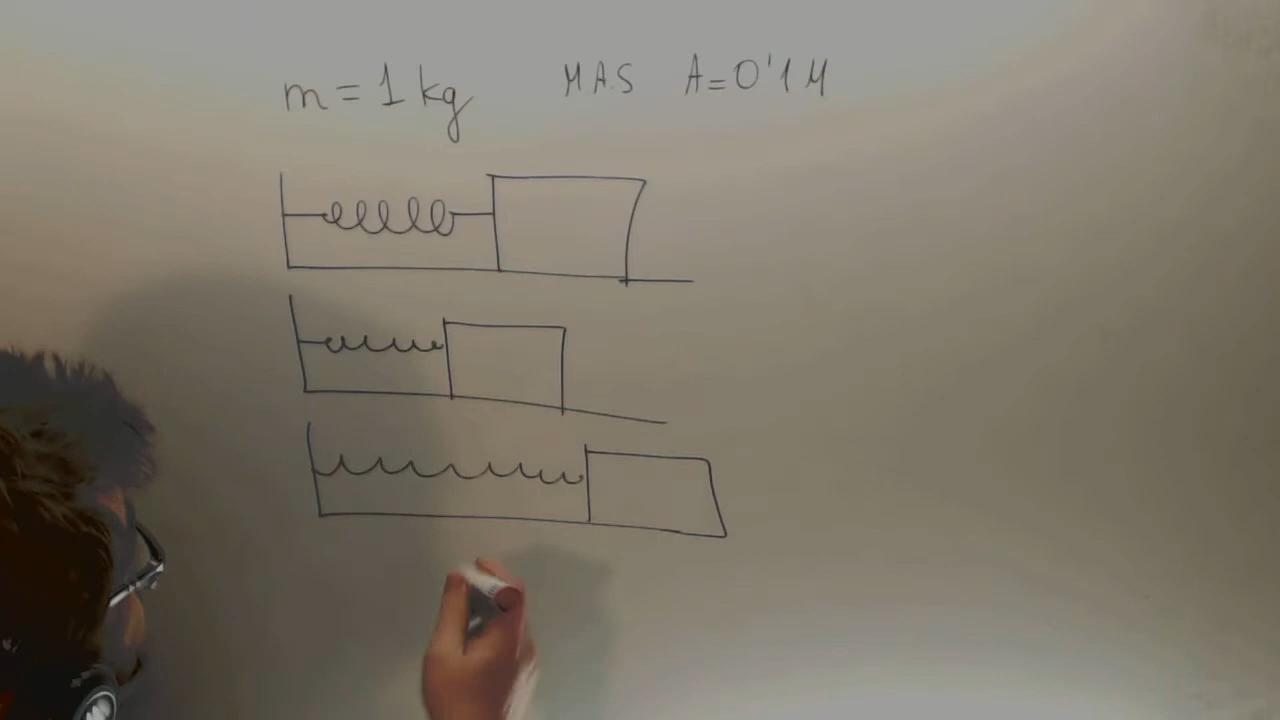 m = 1 kg MAS A = 0'1 M